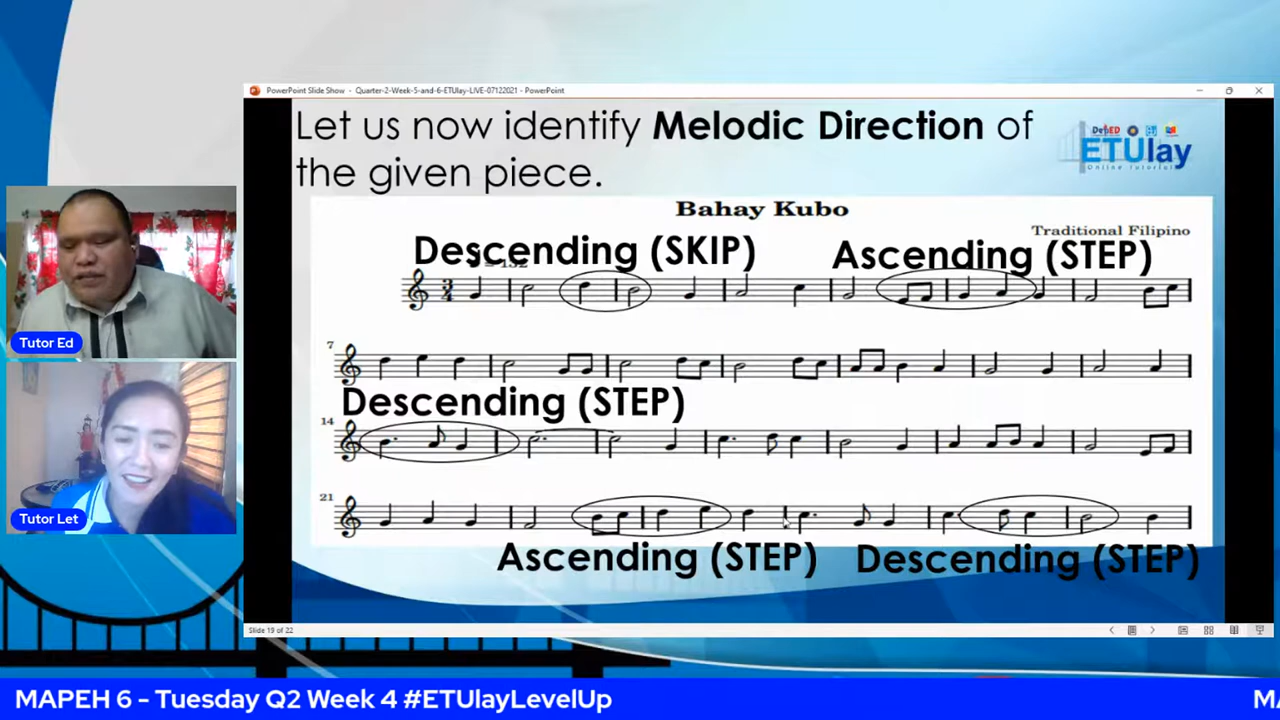 PowerPoint Slide Show - Quarter-2-Week-5-and-6-ETUlay-LIVE-07122021 - PowerPoint
Let us now identify Melodic Direction of
the given piece.
DepED
ETUlay
Online Tutorial
Bahay Kubo
Traditional Filipino
Descending (SKIP)
Ascending (STEP)
3
4
7
Descending (STEP)
14
21
Ascending (STEP)
Descending (STEP)
Tutor Ed
Tutor Let
Slide 19 of 22
MAPEH 6 - Tuesday Q2 Week 4 #ETUlayLevelUp
MA